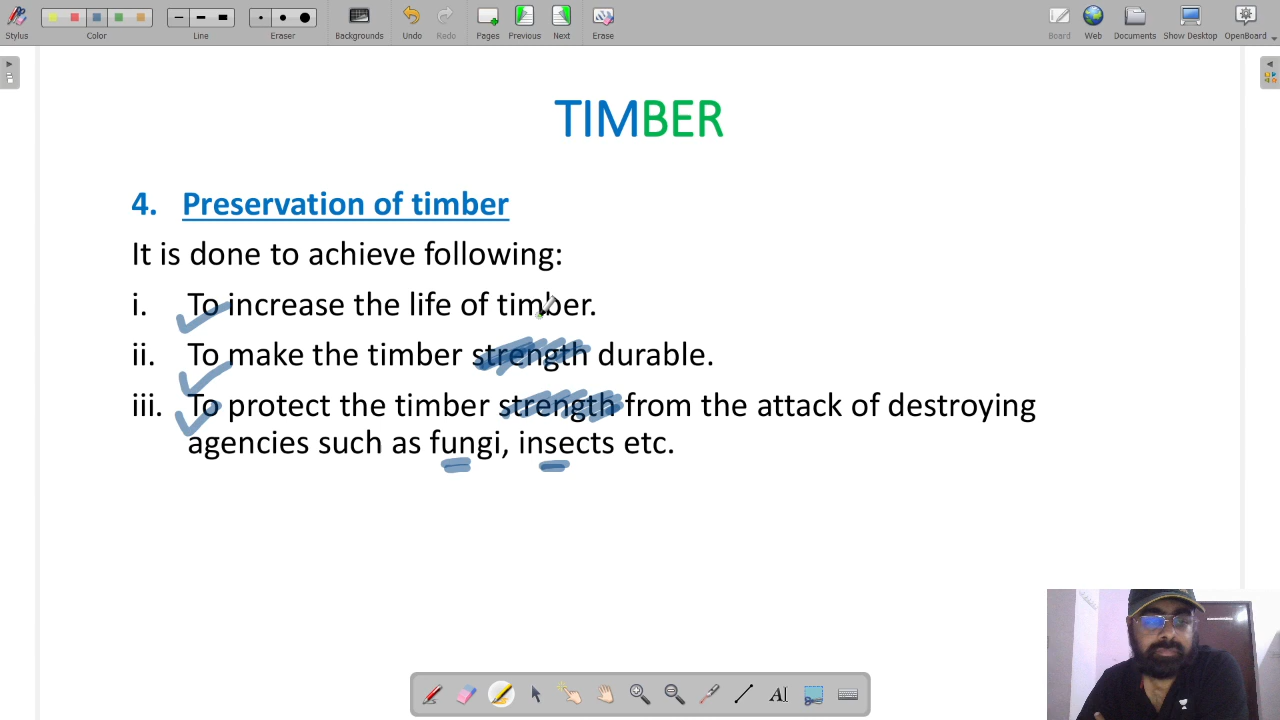 Stylus Color Line Eraser Backgrounds Undo Redo Pages Previous Next Erase Board Web Documents Show Desktop OpenBoard
TIMBER
4. Preservation of timber
It is done to achieve following:
i. To increase the life of timber.
ii. To make the timber strength durable.
iii. To protect the timber strength from the attack of destroying
agencies such as fungi, insects etc.
AI